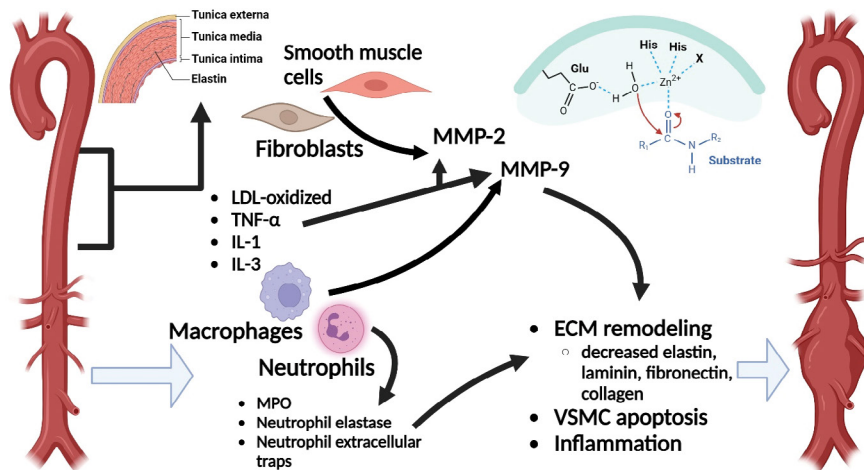 Tunica externa
Tunica media
Tunica intima
Elastin
Smooth muscle
cells
Fibroblasts
MMP-2
MMP-9
• LDL-oxidized
• TNF-α
• IL-1
• IL-3
Macrophages
Neutrophils
• MPO
• Neutrophil elastase
• Neutrophil extracellular
traps
Glu
O
O⁻
H
O
H
His
His
X
Zn²⁺
O
R₁
C
N
R₂
H
Substrate
• ECM remodeling
○ decreased elastin,
laminin, fibronectin,
collagen
• VSMC apoptosis
• Inflammation